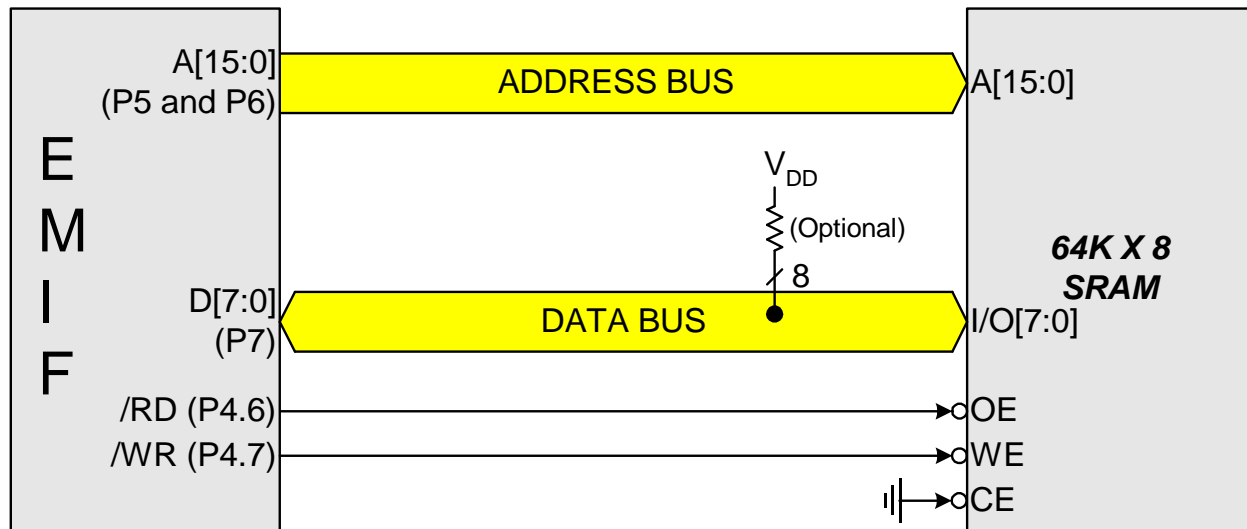 A[15:0]
(P5 and P6)
ADDRESS BUS
A[15:0]
E
M
I
F
VDD
(Optional)
8
64K X 8
SRAM
D[7:0]
(P7)
DATA BUS
I/O[7:0]
/RD (P4.6)
OE
/WR (P4.7)
WE
CE